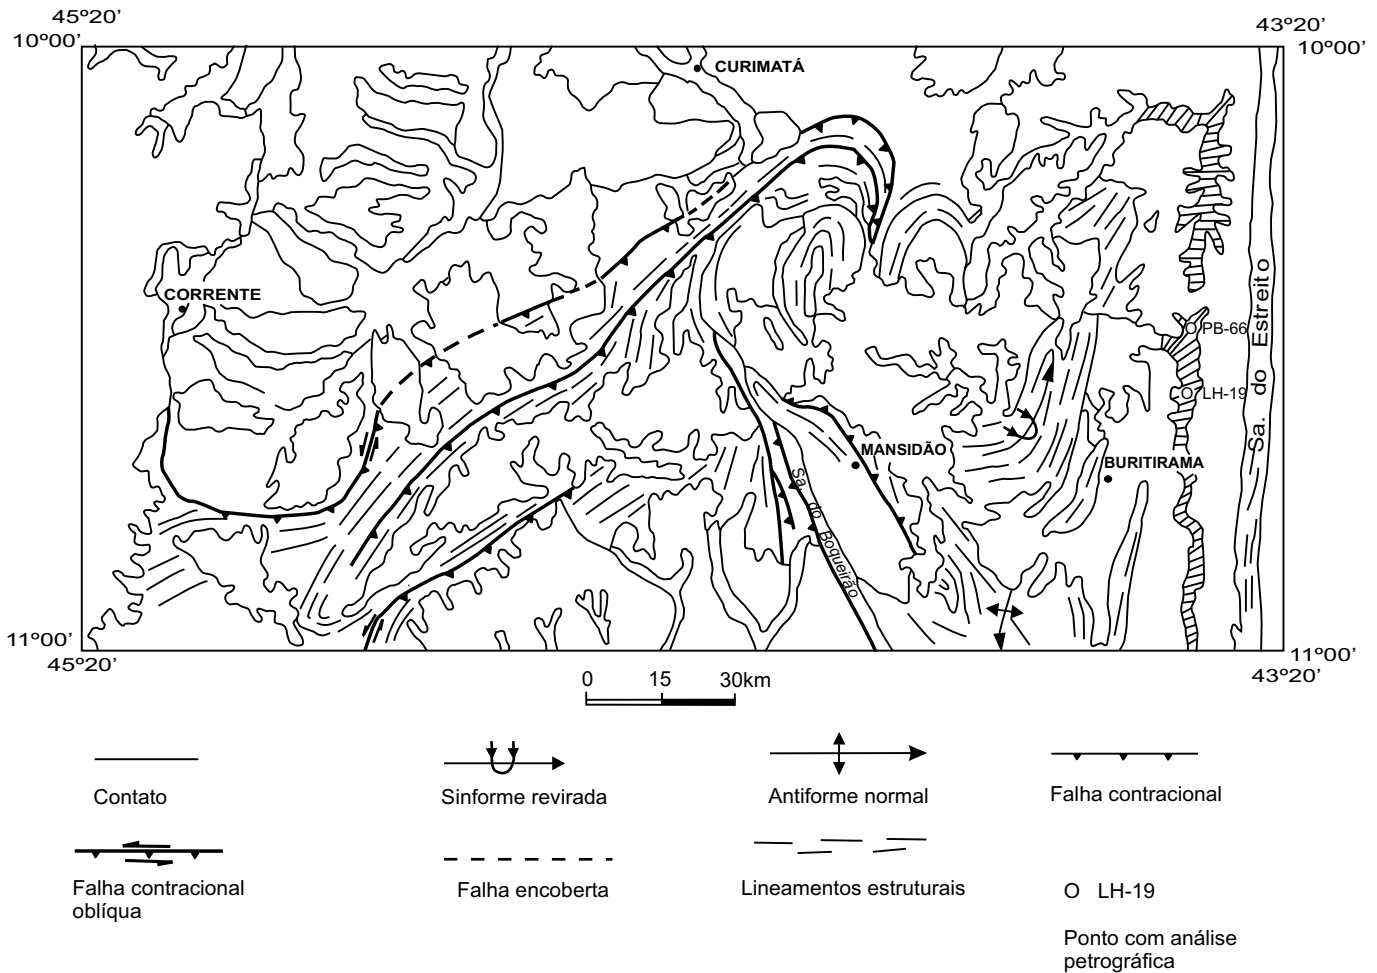 45º20’
43º20’
10º00’
10º00’
CURIMATÁ
CORRENTE
Sa. do Estreito
O PB-66
O LH-19
MANSIDÃO
BURITIRAMA
Sa. do Boqueirão
11º00’
11º00’
45º20’
43º20’
0 15 30km
Contato
Sinforme revirada
Antiforme normal
Falha contracional
Falha contracional
oblíqua
Falha encoberta
Lineamentos estruturais
O LH-19
Ponto com análise
petrográfica